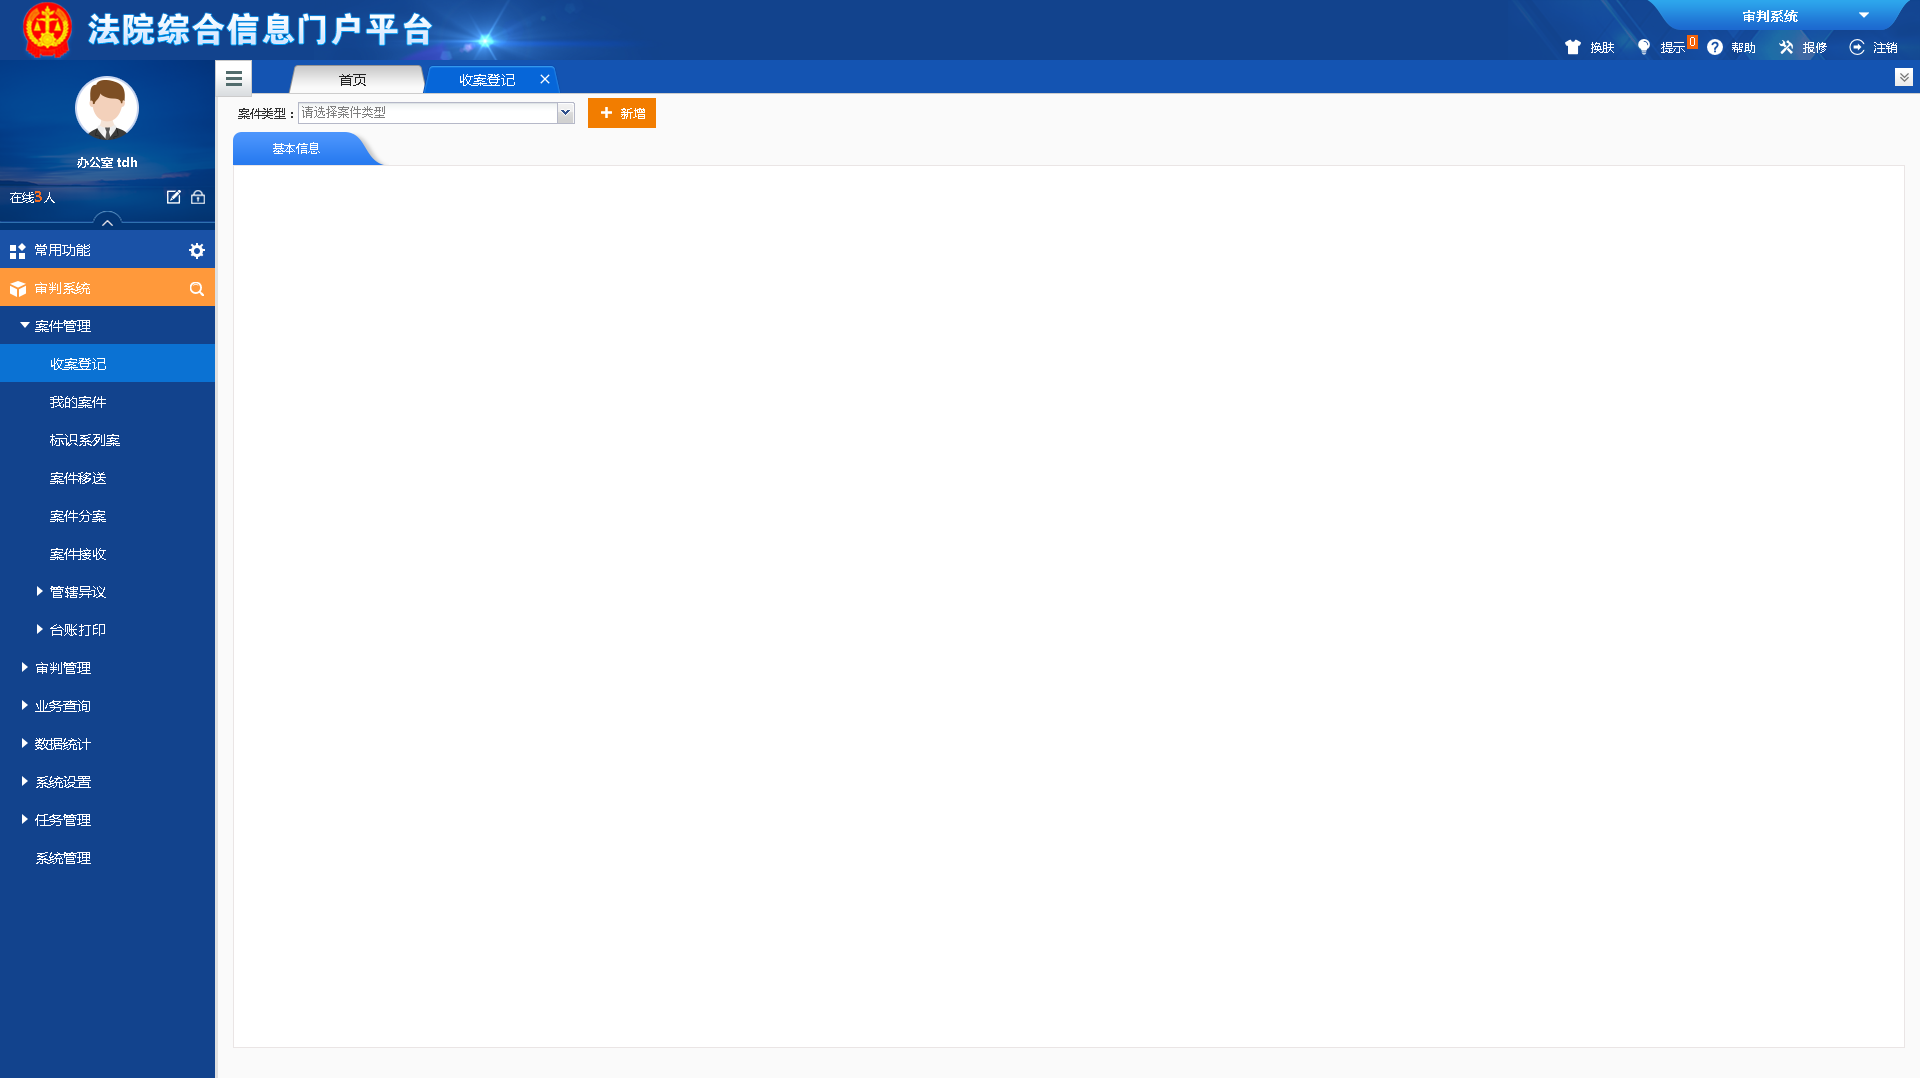 法院综合信息门户平台
审判系统
换肤
提示
0
帮助
报修
注销
首页
收案登记
办公室 tdh
在线3人
案件类型：
请选择案件类型
新增
基本信息
常用功能
审判系统
案件管理
收案登记
我的案件
标识系列案
案件移送
案件分案
案件接收
管辖异议
台账打印
审判管理
业务查询
数据统计
系统设置
任务管理
系统管理